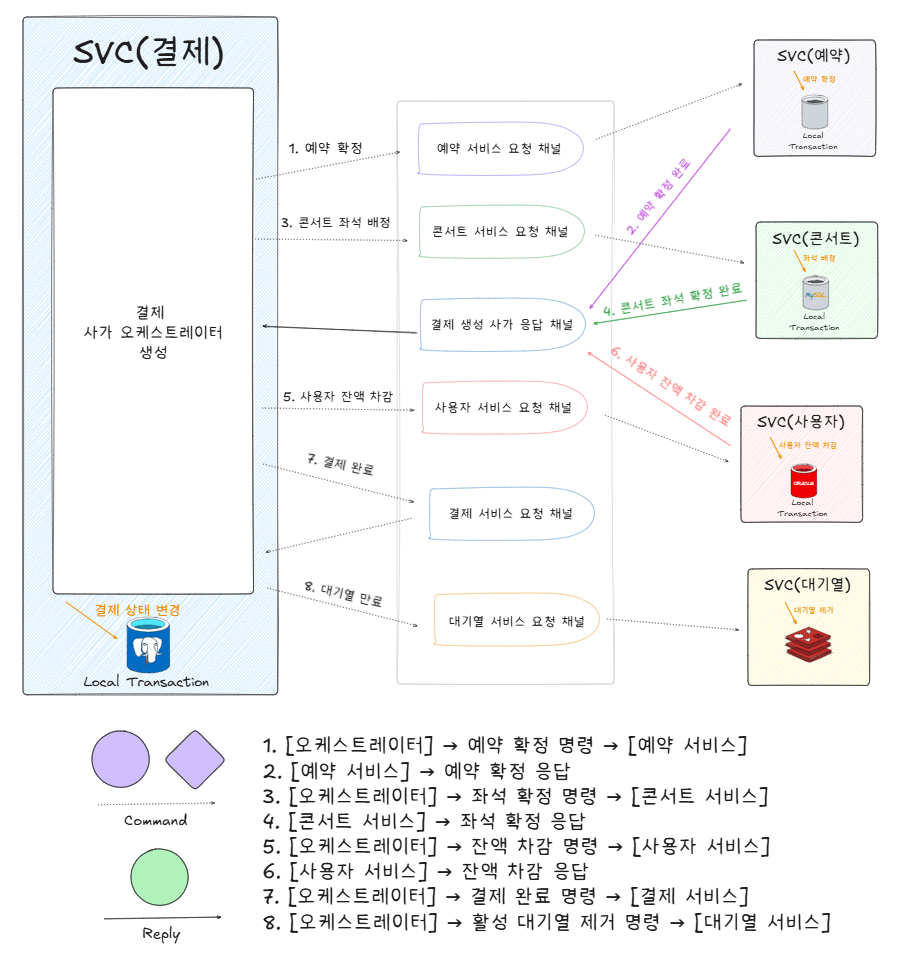 SVC(결제)
결제
사가 오케스트레이터
생성
결제 상태 변경
Local Transaction
1. 예약 확정
3. 콘서트 좌석 배정
5. 사용자 잔액 차감
7. 결제 완료
8. 대기열 만료
예약 서비스 요청 채널
콘서트 서비스 요청 채널
결제 생성 사가 응답 채널
사용자 서비스 요청 채널
결제 서비스 요청 채널
대기열 서비스 요청 채널
2. 예약 확정 완료
4. 콘서트 좌석 확정 완료
6. 사용자 잔액 차감 완료
SVC(예약)
예약 확정
Local
Transaction
SVC(콘서트)
좌석 배정
MySQL
Local
Transaction
SVC(사용자)
사용자 잔액 차감
ORACLE
Local
Transaction
SVC(대기열)
대기열 제거
Command
Reply
1. [오케스트레이터] → 예약 확정 명령 → [예약 서비스]
2. [예약 서비스] → 예약 확정 응답
3. [오케스트레이터] → 좌석 확정 명령 → [콘서트 서비스]
4. [콘서트 서비스] → 좌석 확정 응답
5. [오케스트레이터] → 잔액 차감 명령 → [사용자 서비스]
6. [사용자 서비스] → 잔액 차감 응답
7. [오케스트레이터] → 결제 완료 명령 → [결제 서비스]
8. [오케스트레이터] → 활성 대기열 제거 명령 → [대기열 서비스]